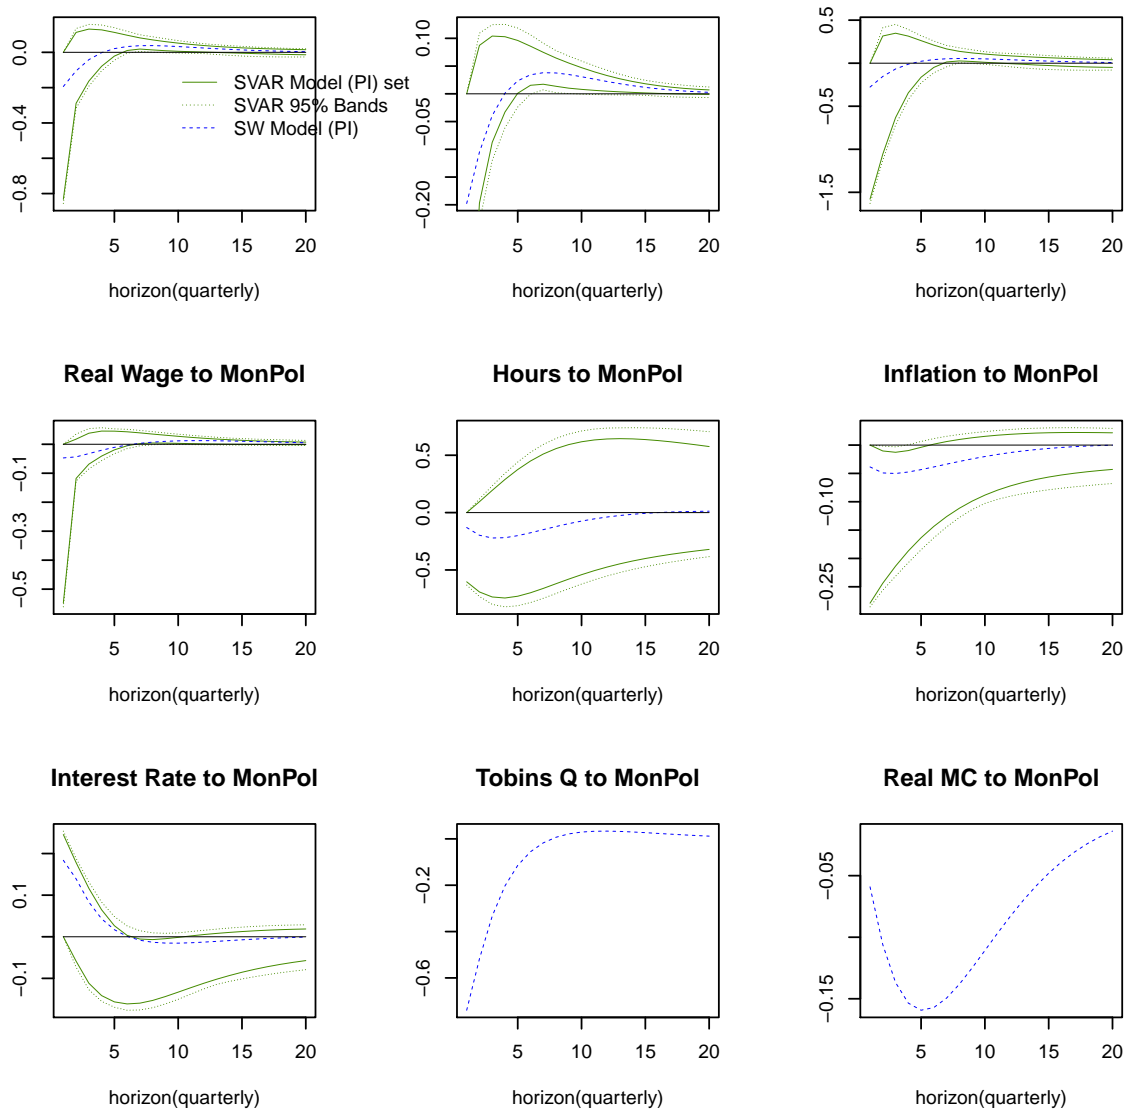 0.0
-0.4
-0.8
SVAR Model (PI) set
SVAR 95% Bands
SW Model (PI)
5 10 15 20
horizon(quarterly)
0.10
-0.05
-0.20
5 10 15 20
horizon(quarterly)
0.5
-0.5
-1.5
5 10 15 20
horizon(quarterly)
Real Wage to MonPol
-0.1
-0.3
-0.5
5 10 15 20
horizon(quarterly)
Hours to MonPol
0.5
0.0
-0.5
5 10 15 20
horizon(quarterly)
Inflation to MonPol
-0.10
-0.25
5 10 15 20
horizon(quarterly)
Interest Rate to MonPol
0.1
-0.1
5 10 15 20
horizon(quarterly)
Tobins Q to MonPol
-0.2
-0.6
5 10 15 20
horizon(quarterly)
Real MC to MonPol
-0.05
-0.15
5 10 15 20
horizon(quarterly)